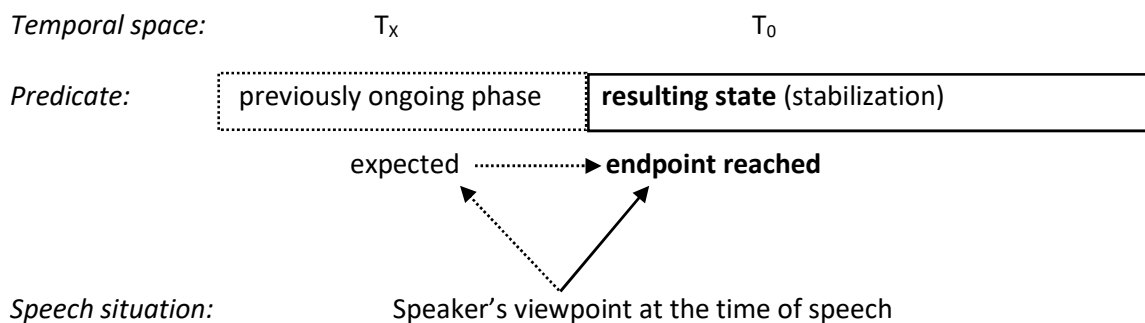 Temporal space: Tx T0
Predicate: previously ongoing phase resulting state (stabilization)
expected endpoint reached
Speech situation: Speaker’s viewpoint at the time of speech